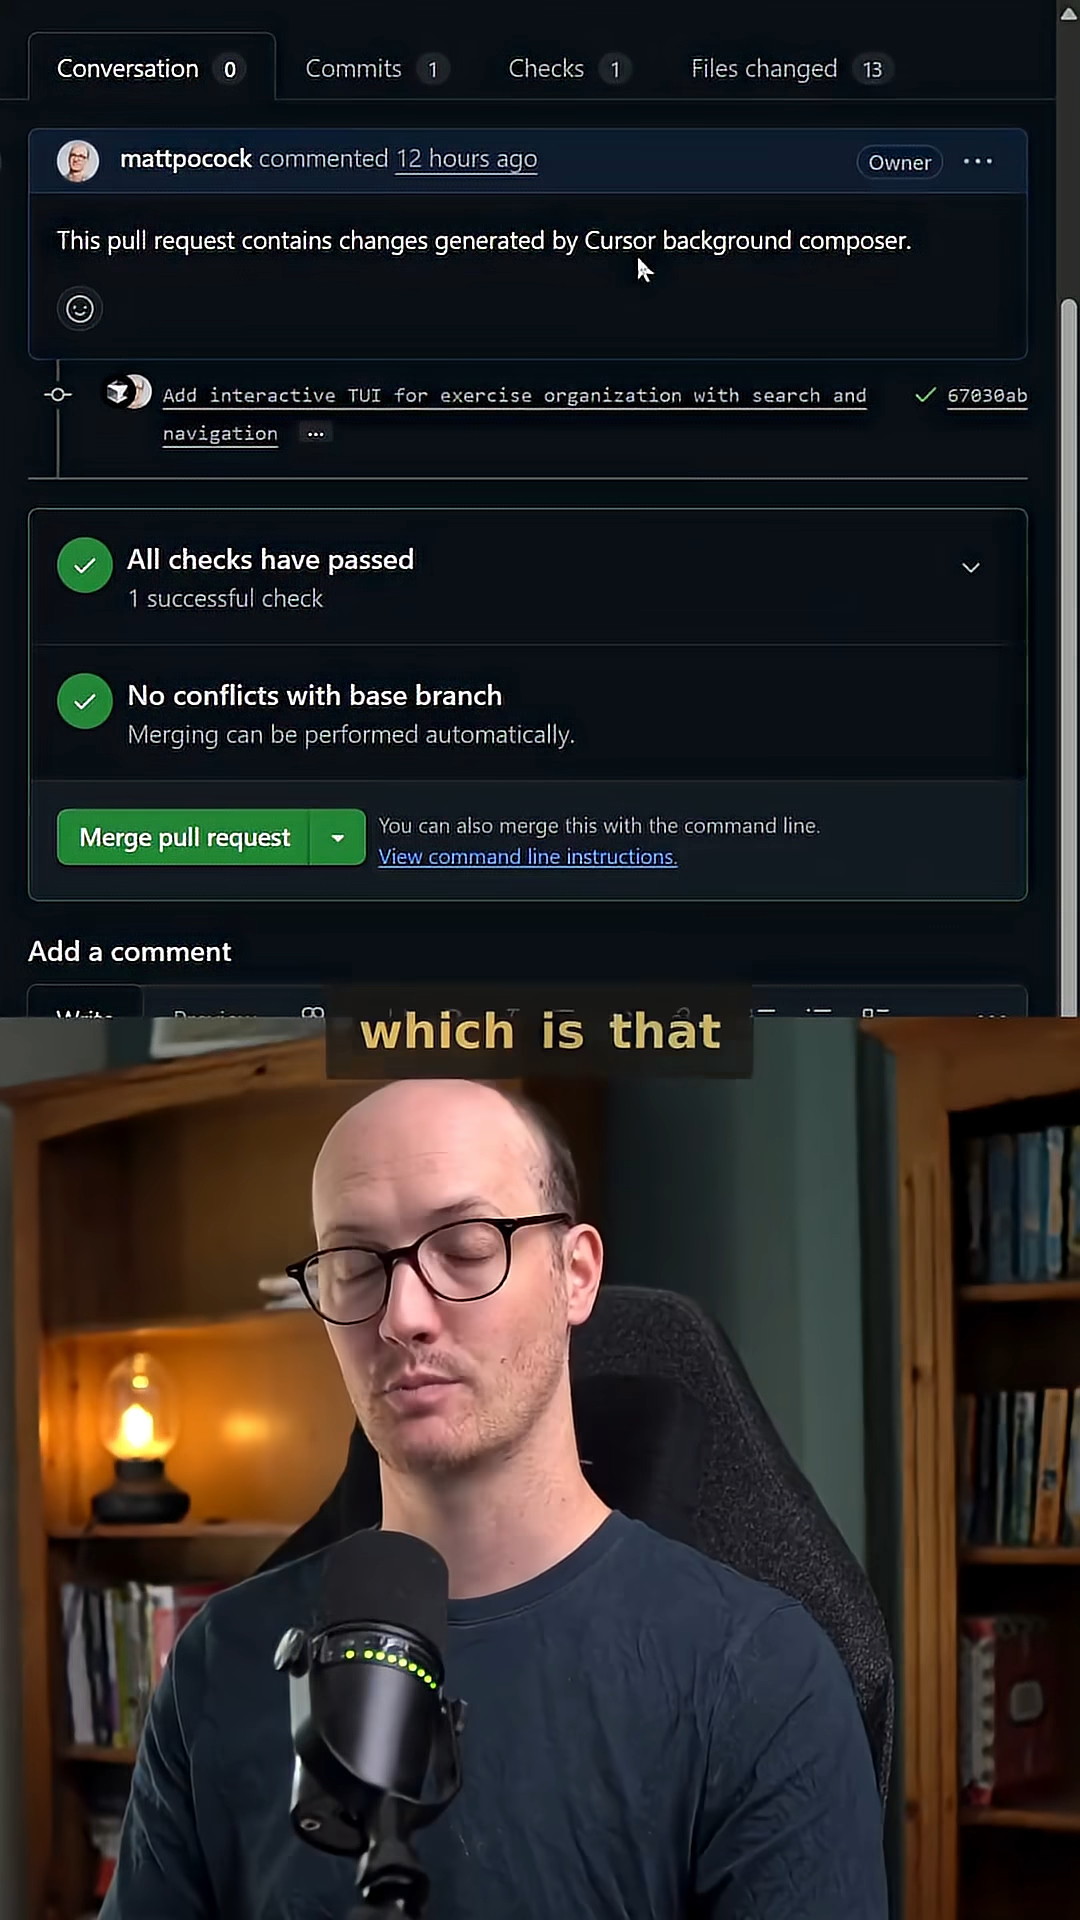 Conversation 0 Commits 1 Checks 1 Files changed 13
mattpocock commented 12 hours ago Owner
This pull request contains changes generated by Cursor background composer.
Add interactive TUI for exercise organization with search and 67030ab
navigation ...
All checks have passed
1 successful check
No conflicts with base branch
Merging can be performed automatically.
Merge pull request
You can also merge this with the command line.
View command line instructions.
Add a comment
Write Preview
which is that